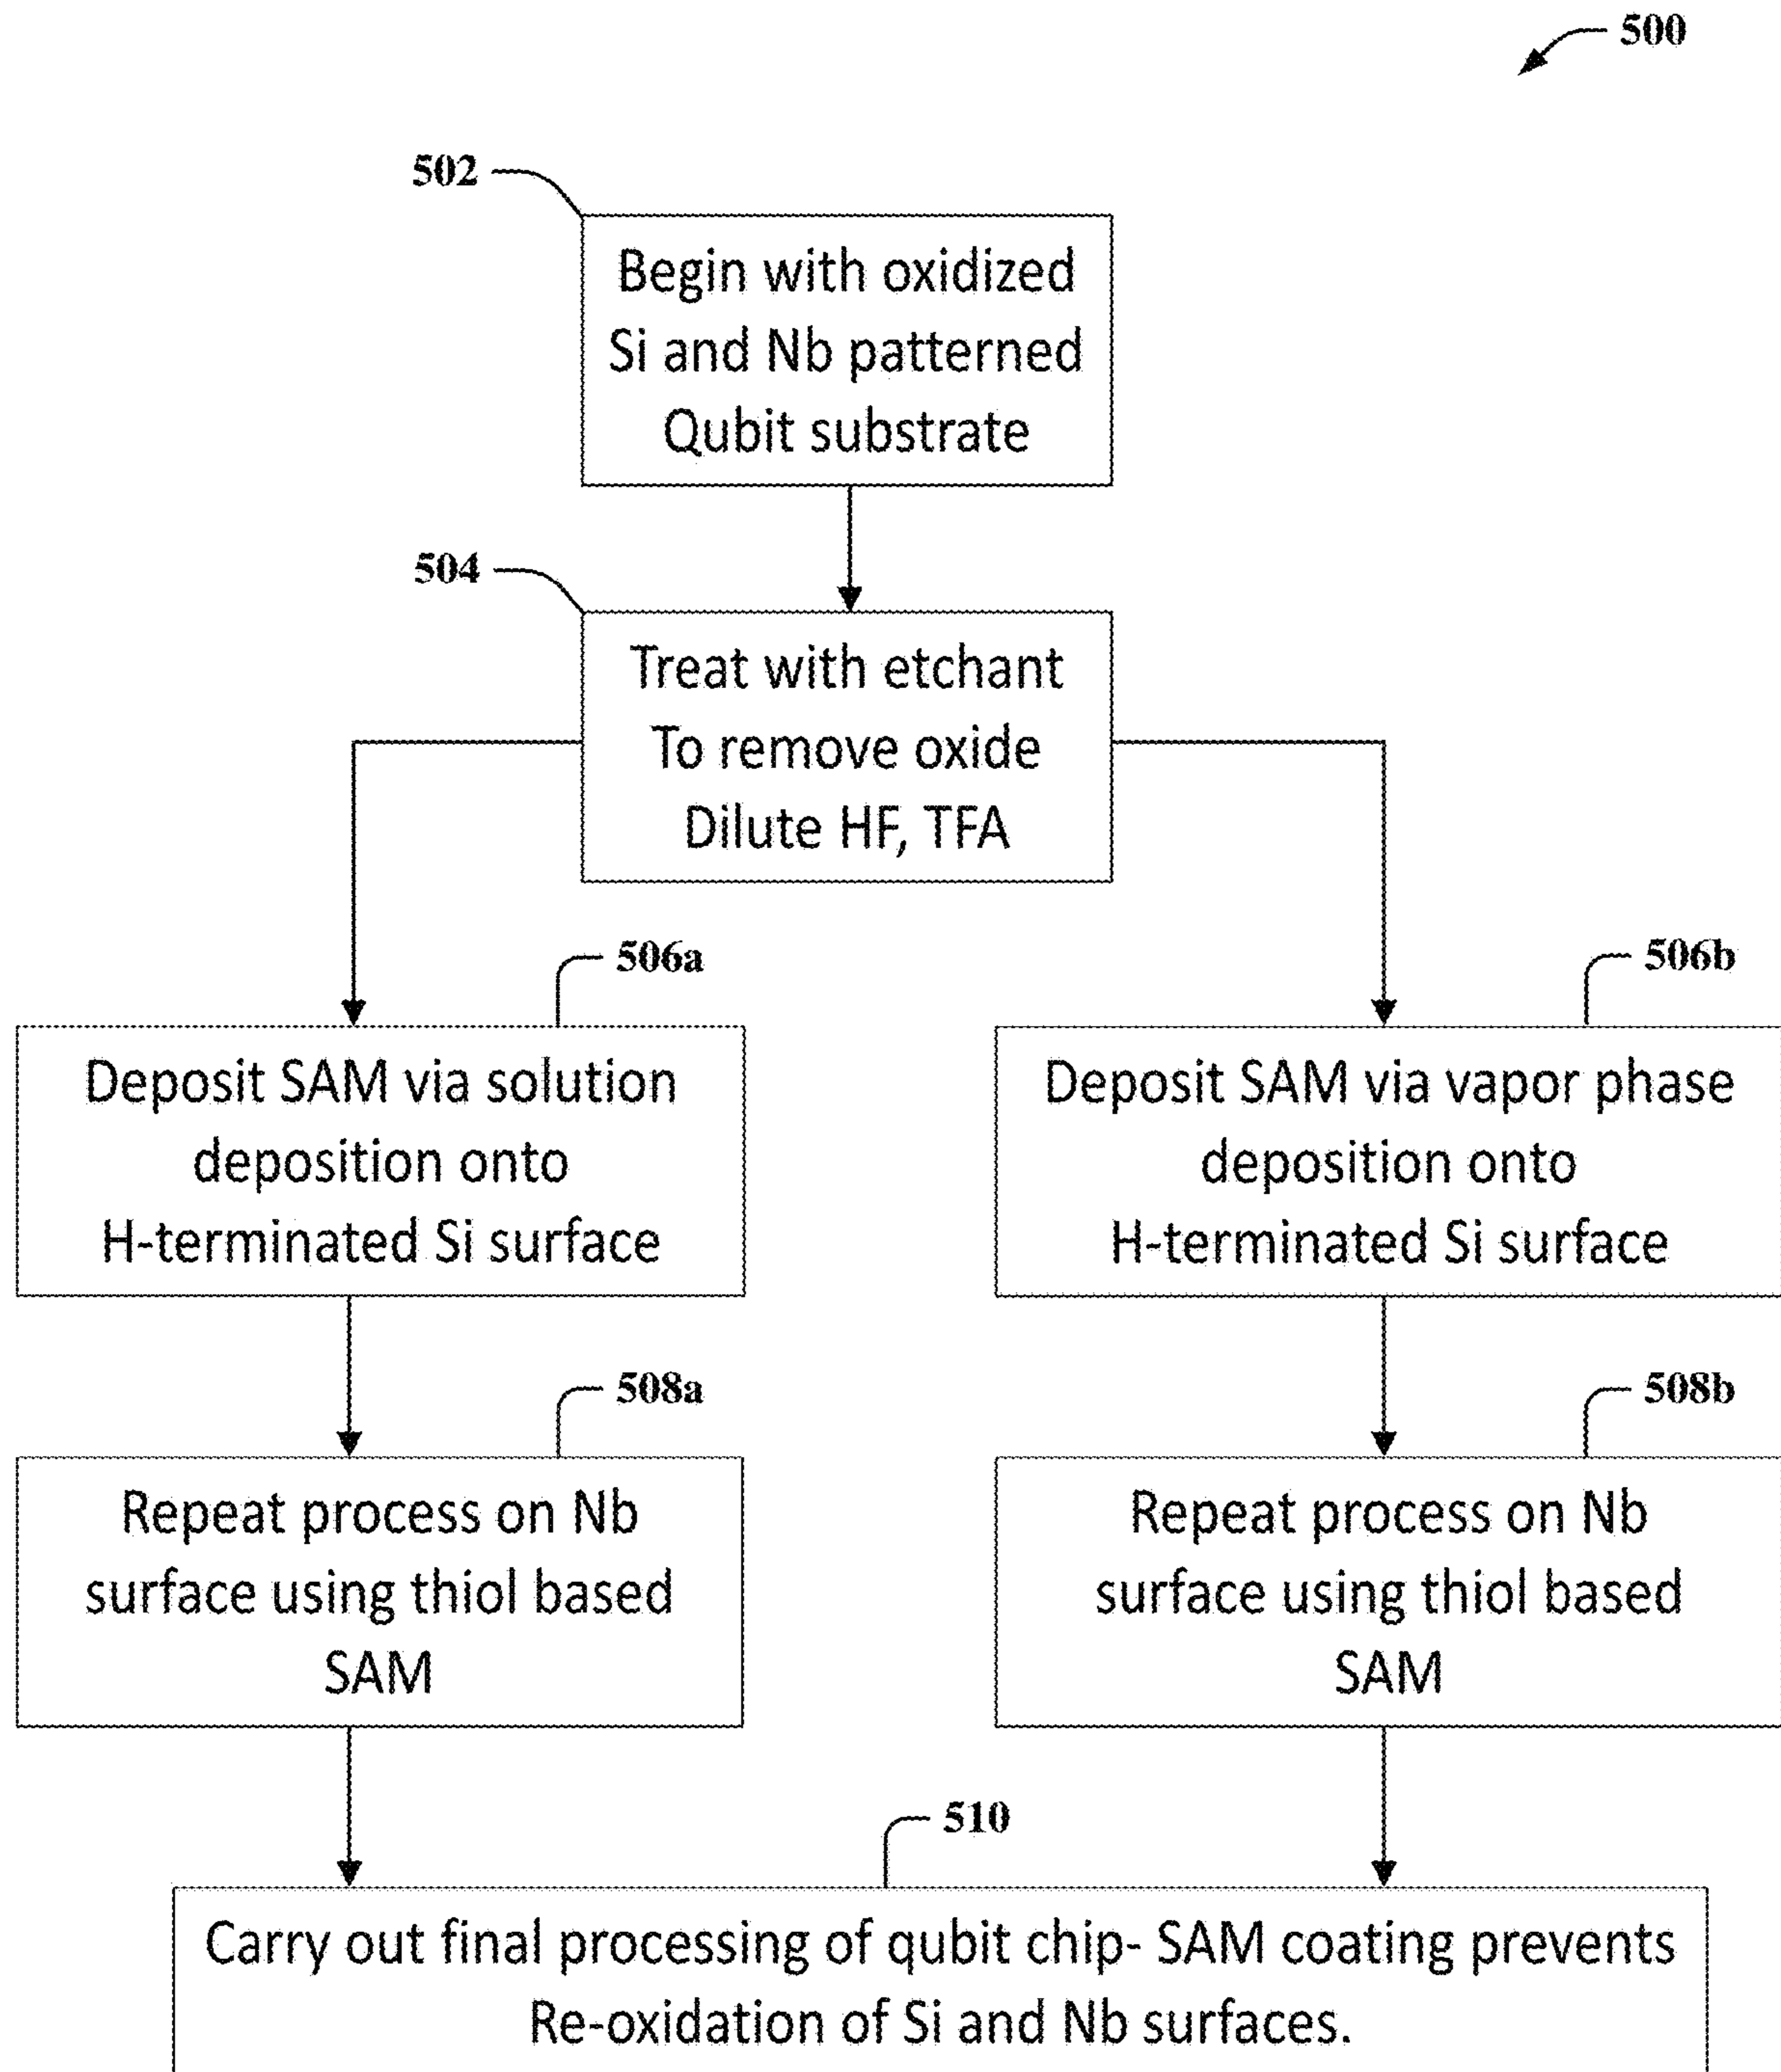 500
502
Begin with oxidized
Si and Nb patterned
Qubit substrate
504
Treat with etchant
To remove oxide
Dilute HF, TFA
506a
Deposit SAM via solution
deposition onto
H-terminated Si surface
506b
Deposit SAM via vapor phase
deposition onto
H-terminated Si surface
508a
Repeat process on Nb
surface using thiol based
SAM
508b
Repeat process on Nb
surface using thiol based
SAM
510
Carry out final processing of qubit chip- SAM coating prevents
Re-oxidation of Si and Nb surfaces.